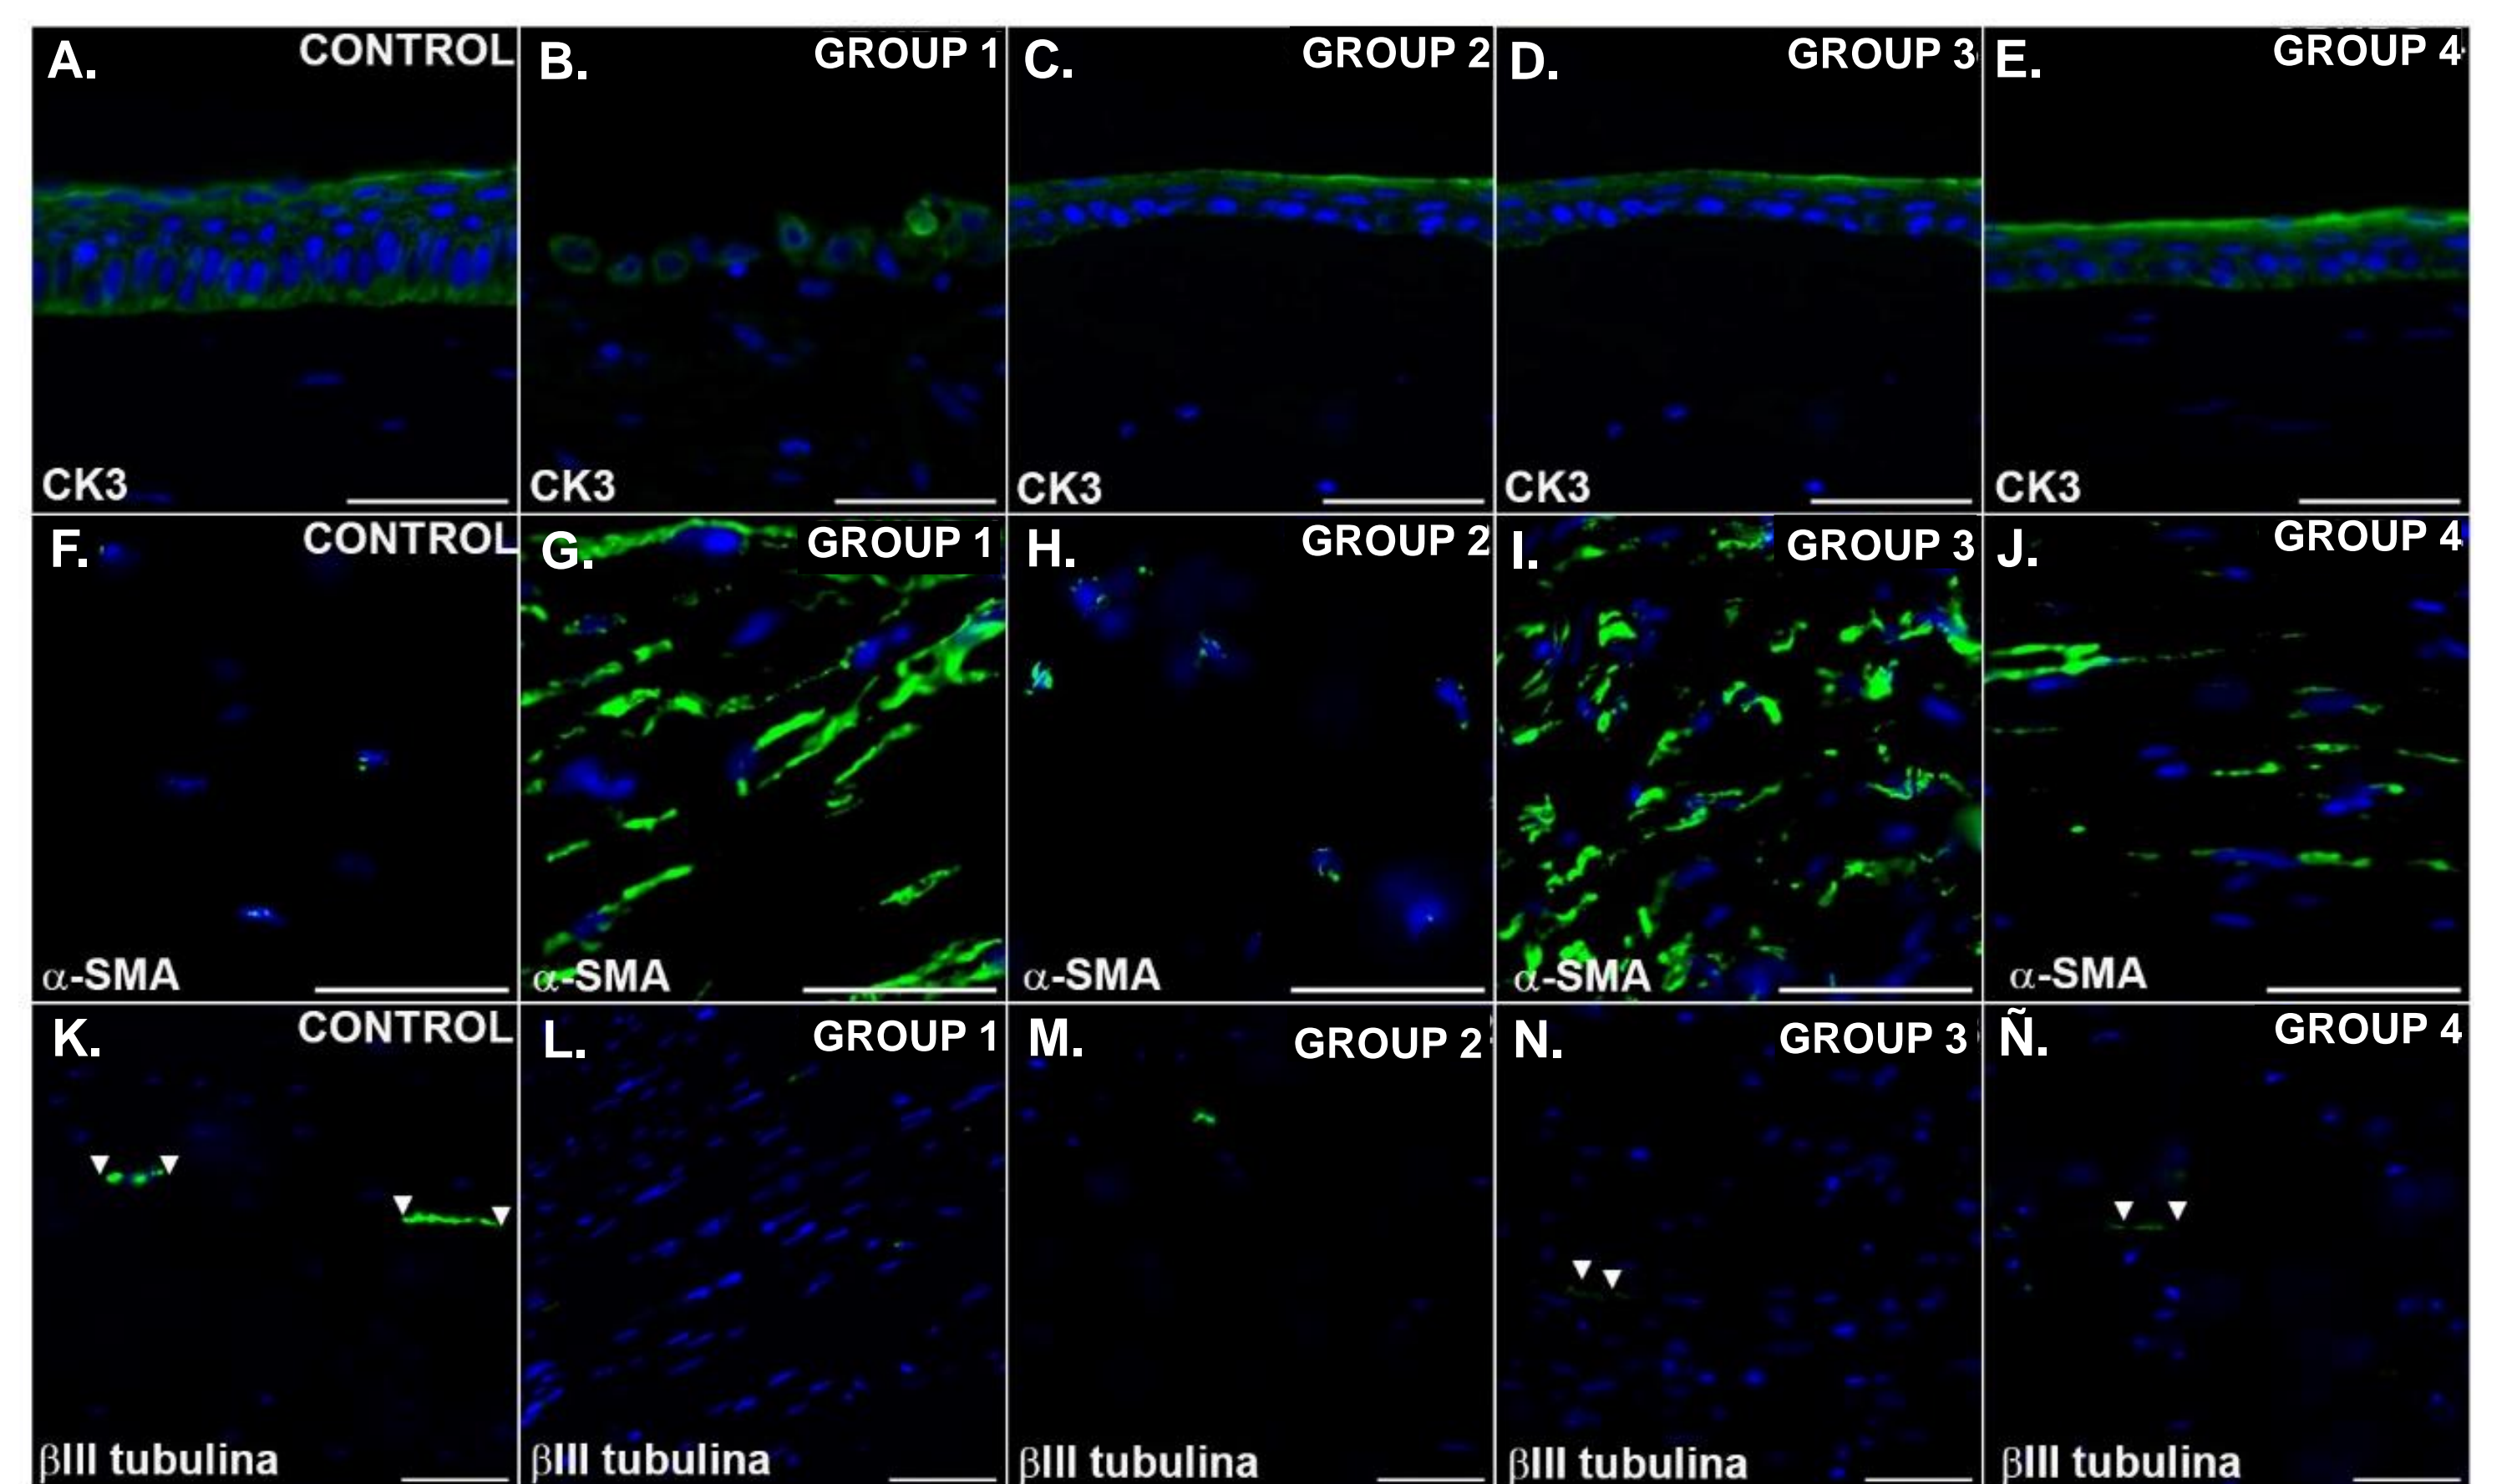 A. CONTROL
B. GROUP 1
C. GROUP 2
D. GROUP 3
E. GROUP 4
CK3
CK3
CK3
CK3
CK3
F. CONTROL
G. GROUP 1
H. GROUP 2
I. GROUP 3
J. GROUP 4
α-SMA
α-SMA
α-SMA
α-SMA
α-SMA
K. CONTROL
L. GROUP 1
M. GROUP 2
N. GROUP 3
Ñ. GROUP 4
βIII tubulina
βIII tubulina
βIII tubulina
βIII tubulina
βIII tubulina